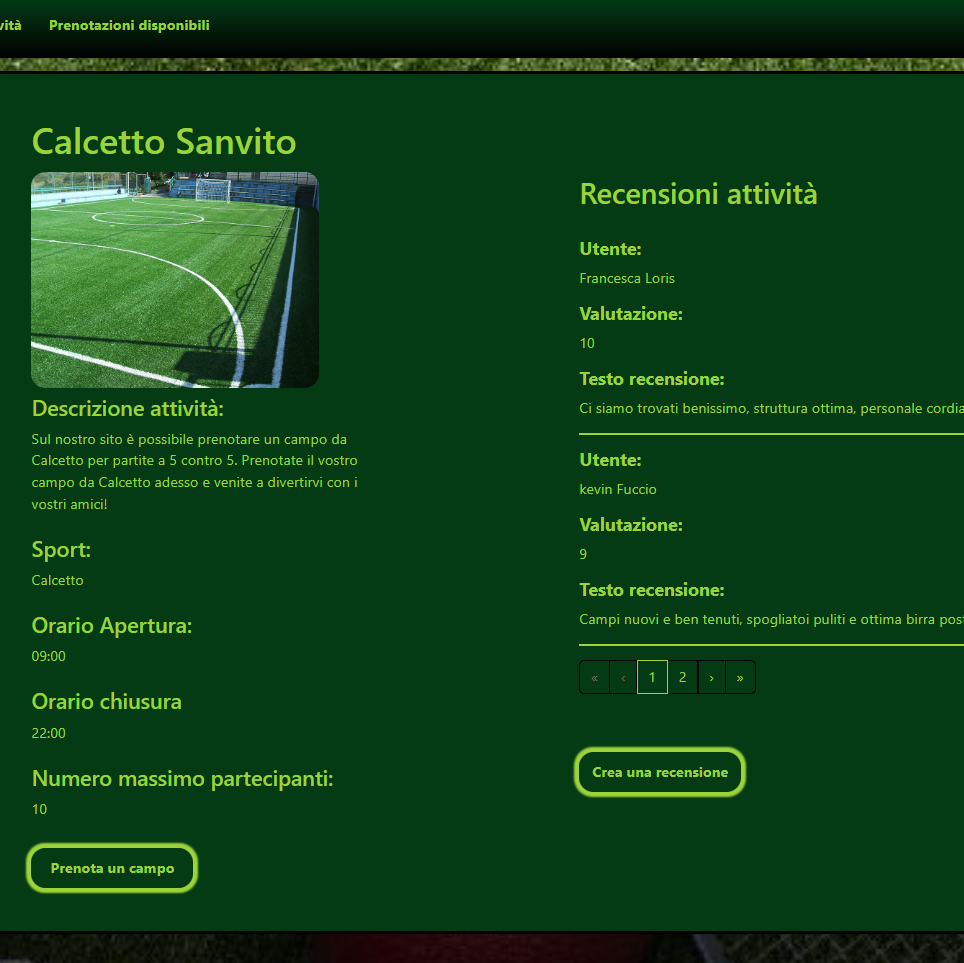 Prenotazioni disponibili
Calcetto Sanvito
Descrizione attività:
Sul nostro sito è possibile prenotare un campo da
Calcetto per partite a 5 contro 5. Prenotate il vostro
campo da Calcetto adesso e venite a divertirvi con i
vostri amici!
Sport:
Calcetto
Orario Apertura:
09:00
Orario chiusura
22:00
Numero massimo partecipanti:
10
Prenota un campo
Recensioni attività
Utente:
Francesca Loris
Valutazione:
10
Testo recensione:
Ci siamo trovati benissimo, struttura ottima, personale
Utente:
kevin Fuccio
Valutazione:
9
Testo recensione:
Campi nuovi e ben tenuti, spogliatoi puliti e ottima birra
« ‹ 1 2 › »
Crea una recensione